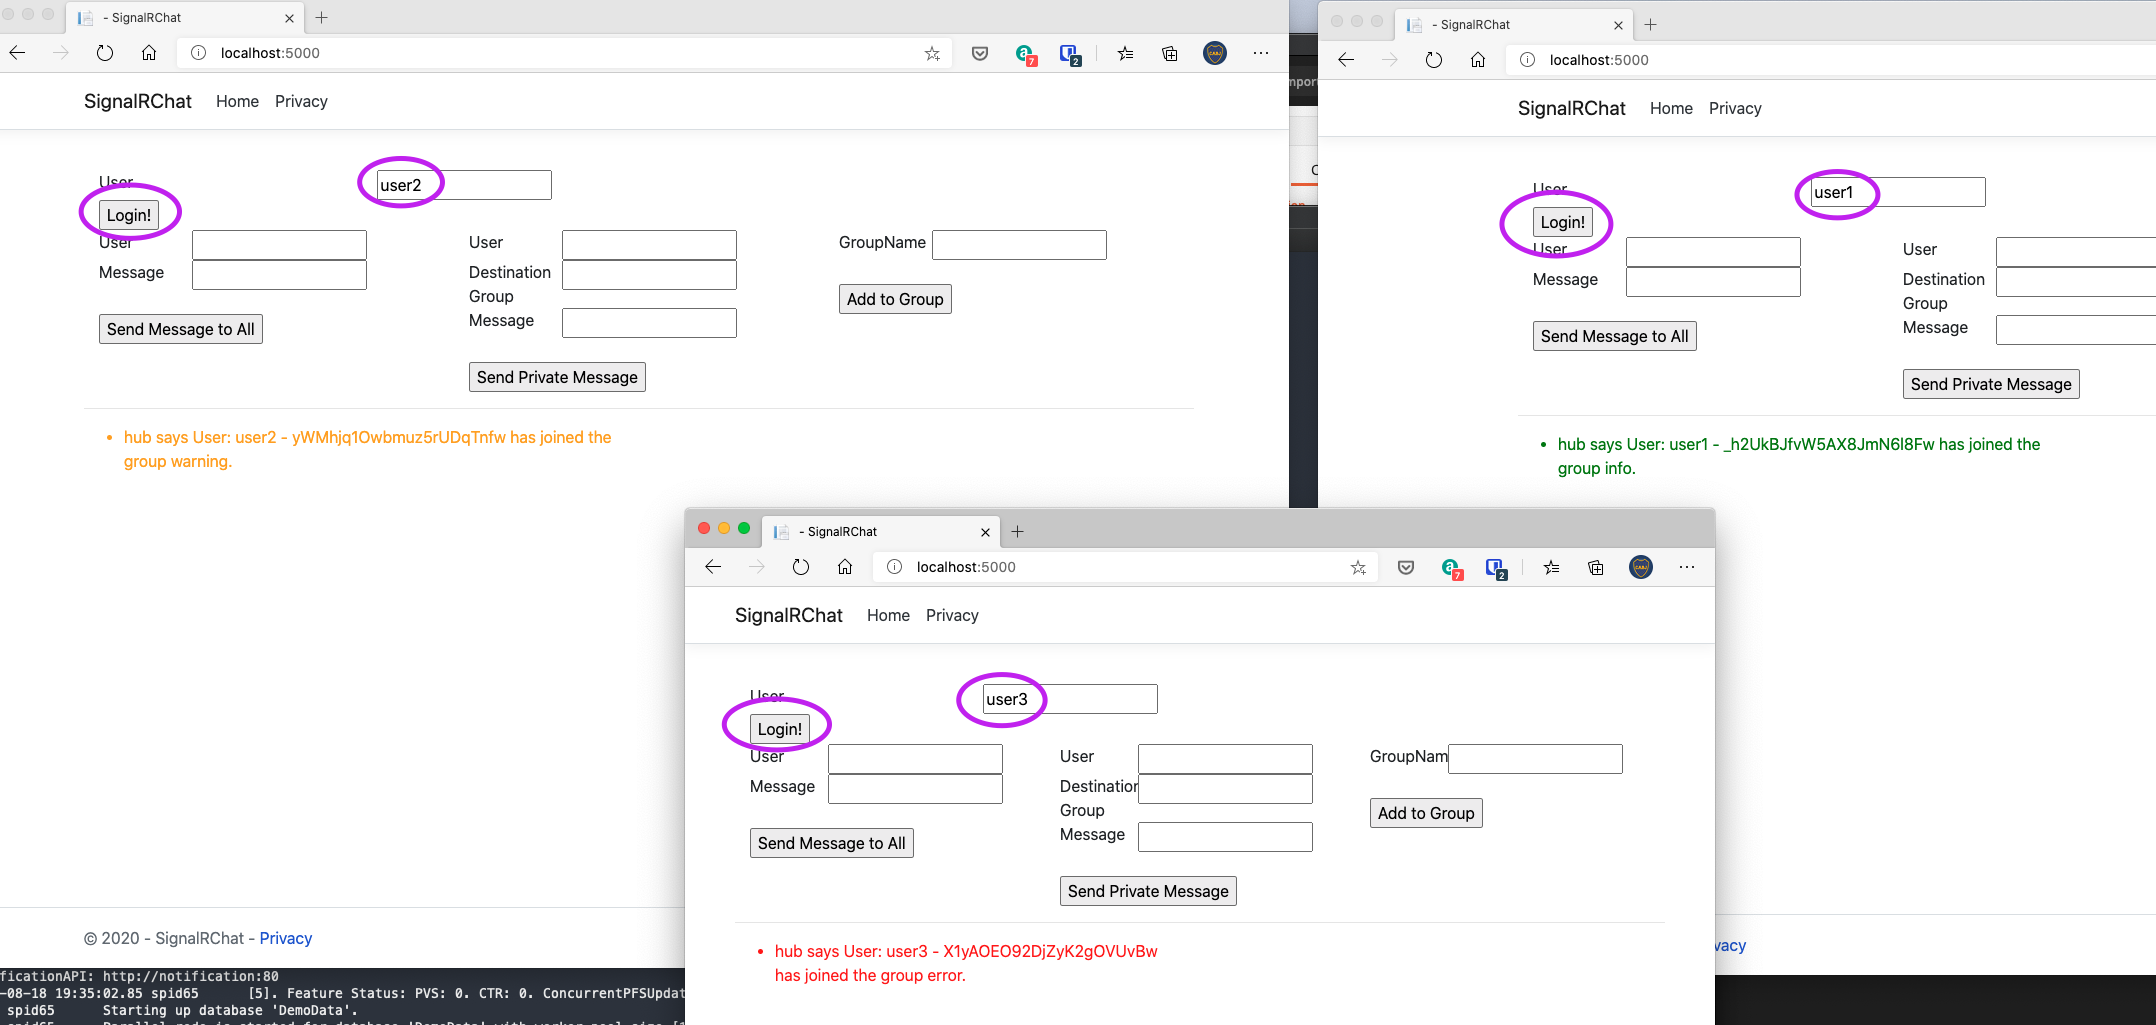 - SignalRChat
localhost:5000
7
2
SignalRChat Home Privacy
User user2
Login!
User
Message
Send Message to All
User
Destination
Group
Message
Send Private Message
GroupName
Add to Group
hub says User: user2 - yWMhjq1Owbmuz5rUDqTnfw has joined the
group warning.
© 2020 - SignalRChat - Privacy
ficationAPI: http://notification:80
-08-18 19:35:02.85 spid65 [5]. Feature Status: PVS: 0. CTR: 0. ConcurrentPFSUpdat
spid65 Starting up database 'DemoData'.
- SignalRChat
localhost:5000
SignalRChat Home Privacy
User user1
Login!
User
Message
Send Message to All
User
Destination
Group
Message
Send Private Message
hub says User: user1 - _h2UkBJfvW5AX8JmN6I8Fw has joined the
group info.
vacy
- SignalRChat
localhost:5000
7
2
SignalRChat Home Privacy
User user3
Login!
User
Message
Send Message to All
User
Destination
Group
Message
Send Private Message
GroupNam
Add to Group
hub says User: user3 - X1yAOEO92DjZyK2gOVUvBw
has joined the group error.